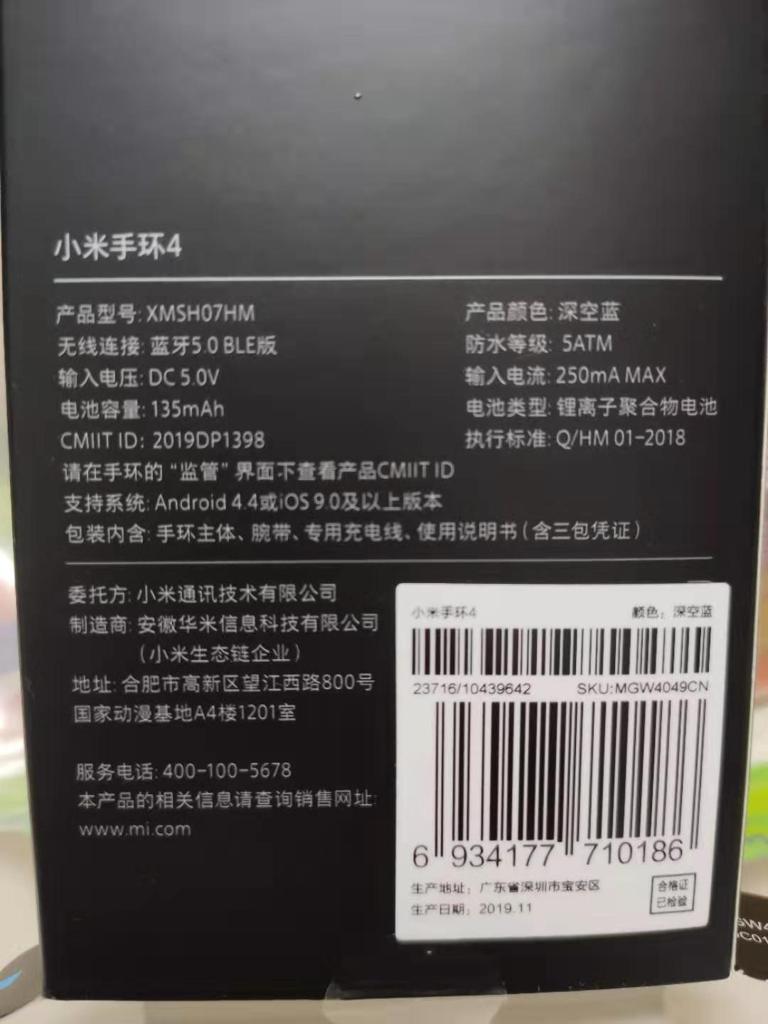 小米手环4
产品型号: XMSH07HM
产品颜色: 深空蓝
无线连接: 蓝牙5.0 BLE版
防水等级: 5ATM
输入电压: DC 5.0V
输入电流: 250mA MAX
电池容量: 135mAh
电池类型: 锂离子聚合物电池
CMIIT ID: 2019DP1398
执行标准: Q/HM 01-2018
请在手环的“监管”界面下查看产品CMIIT ID
支持系统: Android 4.4或iOS 9.0及以上版本
包装内含: 手环主体、腕带、专用充电线、使用说明书(含三包凭证)
委托方: 小米通讯技术有限公司
制造商: 安徽华米信息科技有限公司
(小米生态链企业)
地址: 合肥市高新区望江西路800号
国家动漫基地A4楼1201室
服务电话: 400-100-5678
本产品的相关信息请查询销售网址:
www.mi.com
小米手环4
颜色: 深空蓝
23716/10439642
SKU:MGW4049CN
6 934177 710186
生产地址: 广东省深圳市宝安区
生产日期: 2019.11
合格证
已检验